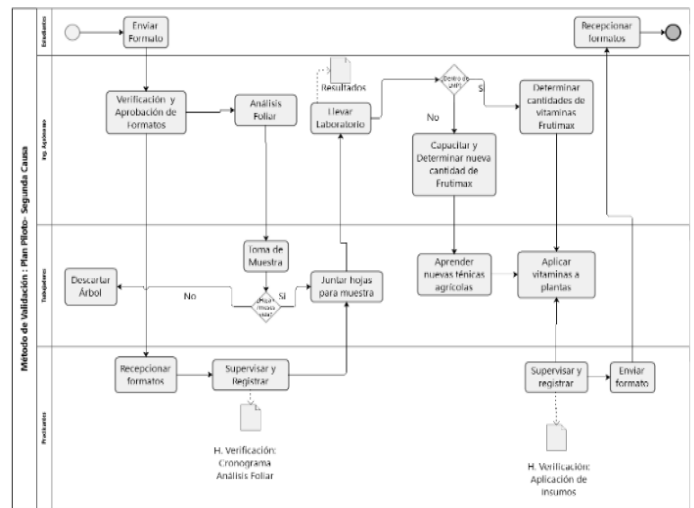 Método de Validación : Plan Piloto- Segunda Causa
Estudiantes
Enviar
Formato
Recepcionar
formatos
Ing. Agrónomo
Verificación y
Aprobación de
Formatos
Análisis
Foliar
Resultados
Llevar
Laboratorio
Dentro de
Si
No
Determinar
cantidades de
vitaminas
Frutimax
Capacitar y
Determinar nueva
cantidad de
Frutimax
Trabajadores
Toma de
Muestra
Descartar
Árbol
No
Si
Juntar hojas
para muestra
Aprender
nuevas ténicas
agrícolas
Aplicar
vitaminas a
plantas
Practicantes
Recepcionar
formatos
Supervisar y
Registrar
Supervisar y
registrar
Enviar
formato
H. Verificación:
Cronograma
Análisis Foliar
H. Verificación:
Aplicación de
Insumos